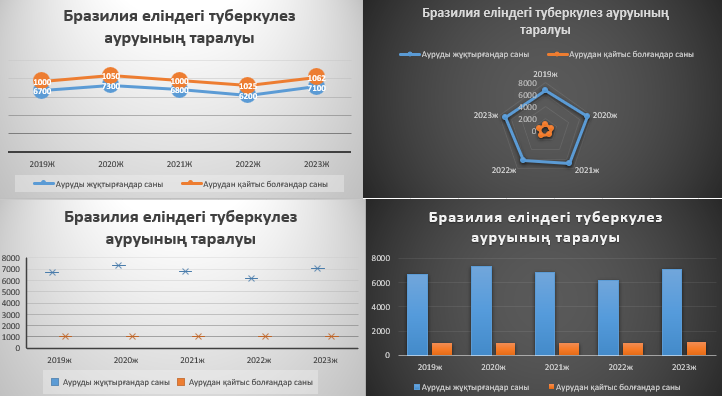 Бразилия еліндегі туберкулез
ауруының таралуы
1000 1050 1000 1025 1062
6700 7300 6800 6200 7100
2019Ж 2020Ж 2021Ж 2022Ж 2023Ж
Ауруды жұқтырғандар саны Аурудан қайтыс болғандар саны
Бразилия еліндегі туберкулез ауруының
таралуы
Ауруды жұқтырғандар саны Аурудан қайтыс болғандар саны
2019ж
8000
6000
4000
2000
0
2020ж
2021ж
2022ж
2023ж
Бразилия еліндегі туберкулез
ауруының таралуы
8000
7000
6000
5000
4000
3000
2000
1000
0
2019ж 2020ж 2021ж 2022ж 2023ж
Ауруды жұқтырғандар саны Аурудан қайтыс болғандар саны
Бразилия еліндегі туберкулез
ауруының таралуы
8000
6000
4000
2000
0
2019ж 2020ж 2021ж 2022ж 2023ж
Ауруды жұқтырғандар саны Аурудан қайтыс болғандар саны